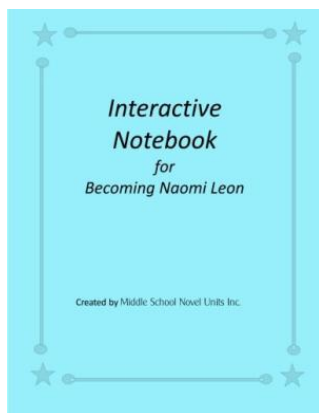 Interactive
Notebook
for
Becoming Naomi Leon
Created by Middle School Novel Units Inc.